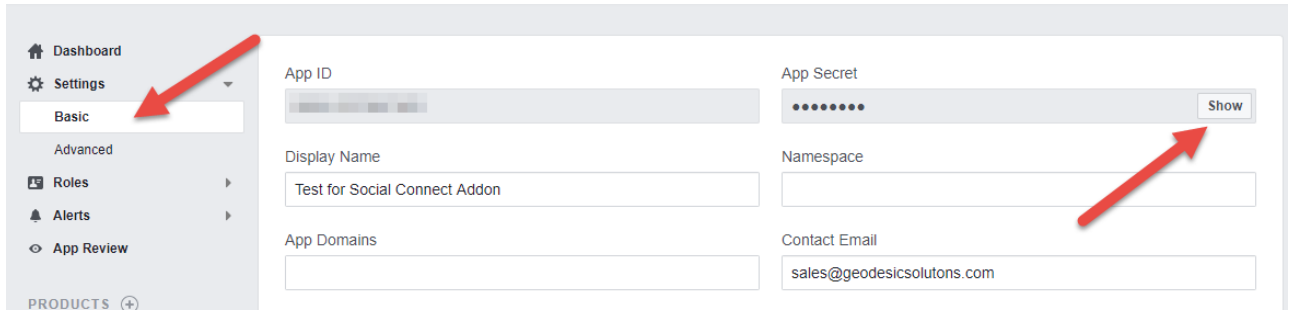 Dashboard
Settings
Basic
Advanced
Roles
Alerts
App Review
PRODUCTS
App ID
App Secret
●●●●●●●●
Show
Display Name
Namespace
Test for Social Connect Addon
App Domains
Contact Email
sales@geodesicsolutons.com